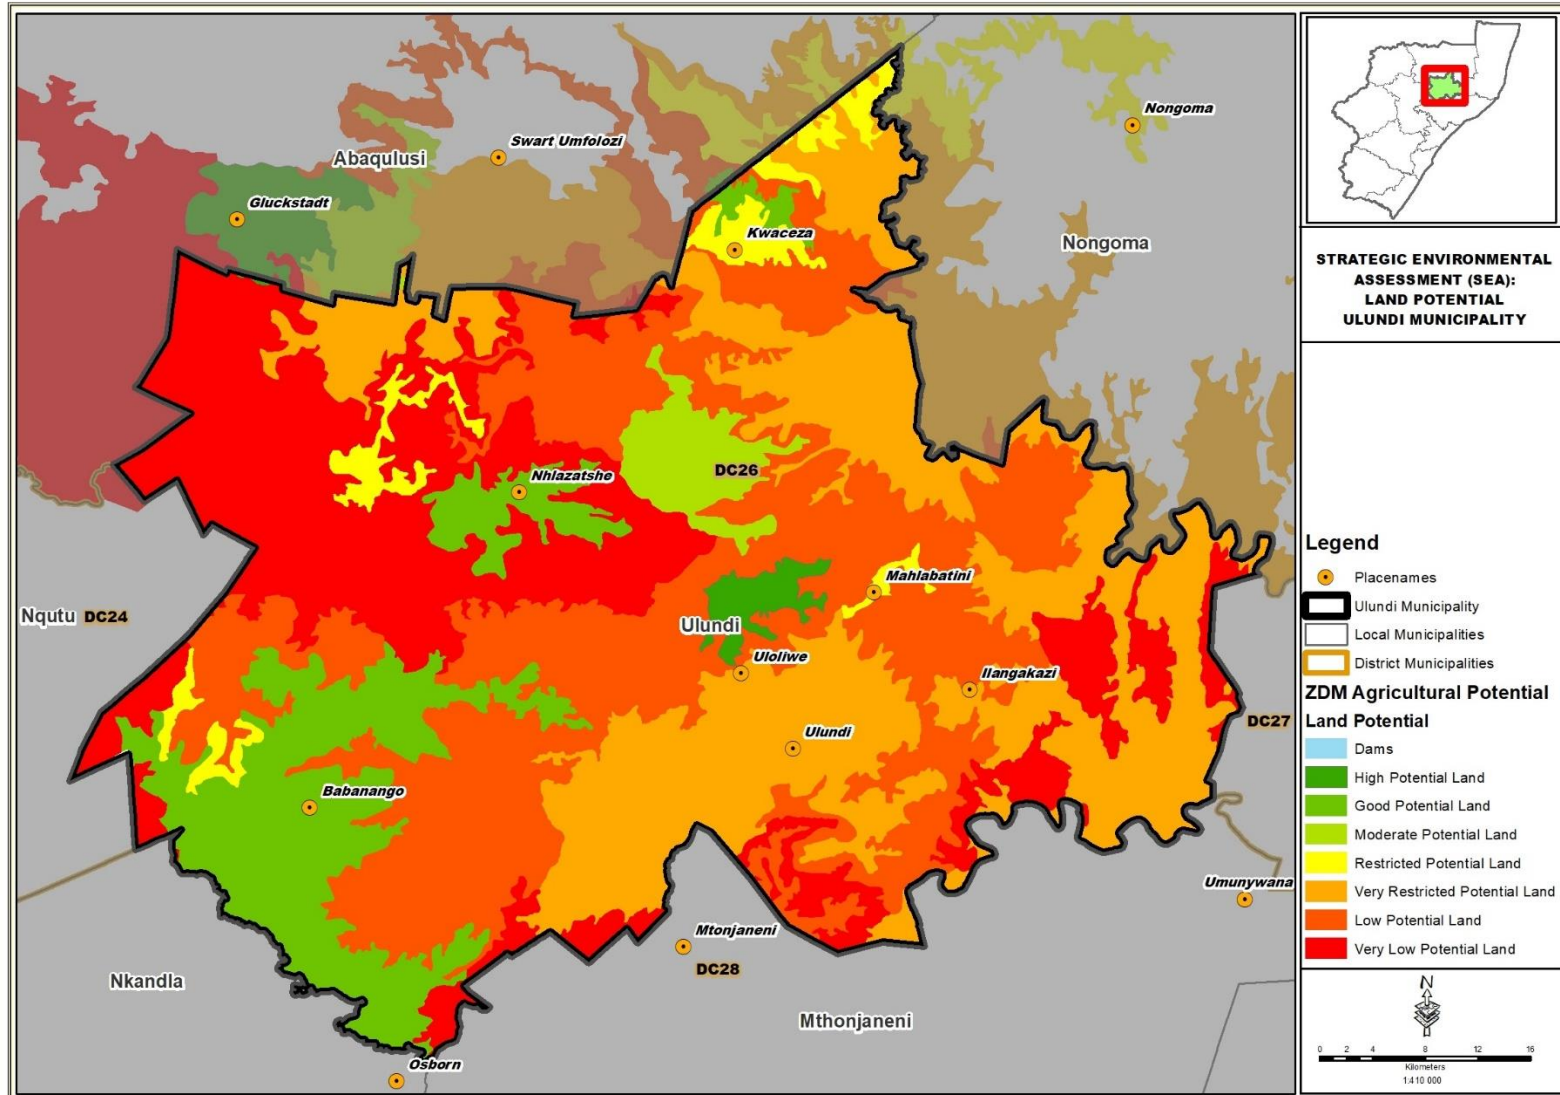 Nongoma
Swart Umfolozi
Abaqulusi
Gluckstadt
Kwaceza
Nongoma
DC26
Nhlazatshe
Mahlabatini
Nqutu DC24
Ulundi
Uloliwe
Ilangakazi
DC27
Ulundi
Babanango
Umunywana
Mtonjaneni
DC28
Nkandla
Mthonjaneni
Osborn
STRATEGIC ENVIRONMENTAL
ASSESSMENT (SEA):
LAND POTENTIAL
ULUNDI MUNICIPALITY
Legend
Placenames
Ulundi Municipality
Local Municipalities
District Municipalities
ZDM Agricultural Potential
Land Potential
Dams
High Potential Land
Good Potential Land
Moderate Potential Land
Restricted Potential Land
Very Restricted Potential Land
Low Potential Land
Very Low Potential Land
N
0 2 4 8 12 16
Kilometers
1:410 000